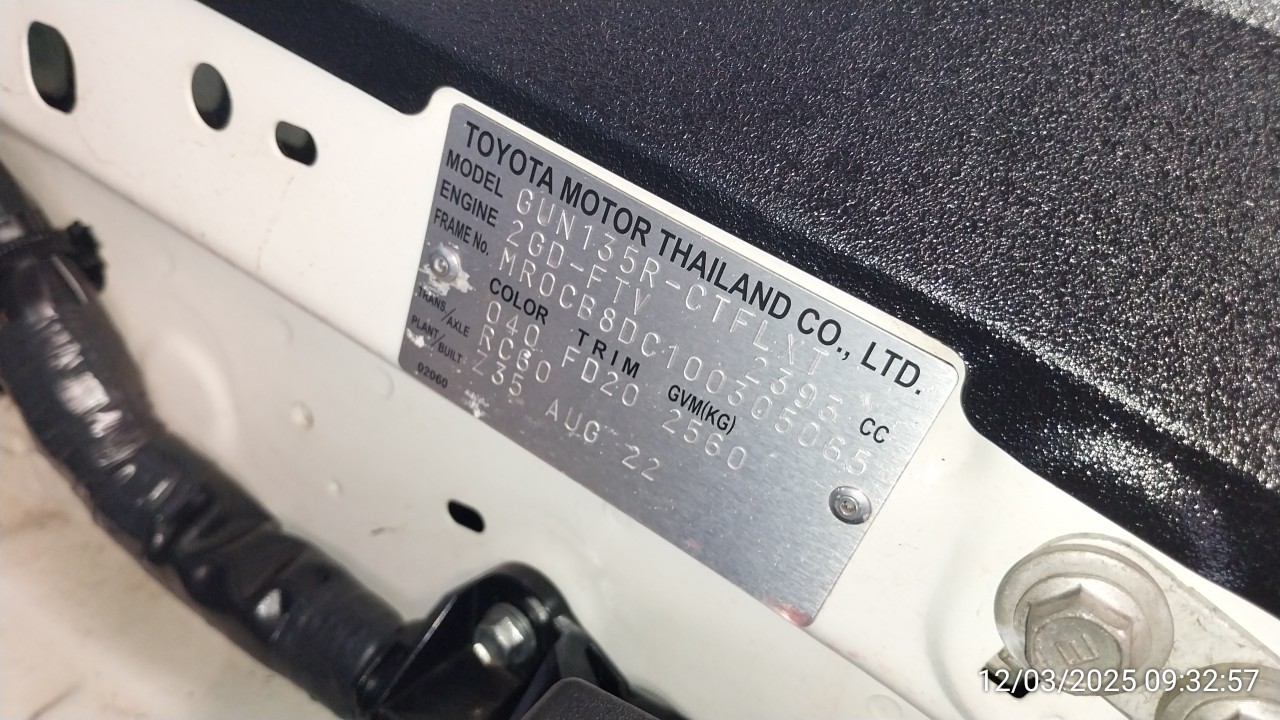 TOYOTA MOTOR THAILAND CO., LTD.
MODEL GUN135R-CTFLXT
ENGINE 2GD-FTV 2393 CC
FRAME No. MR0CB8DC100305065
COLOR TRIM GVM(KG)
040 FD20 2560
TRANS/AXLE RC60
PLANT/BUILT Z35 AUG 22
02060
12/03/2025 09:32:57